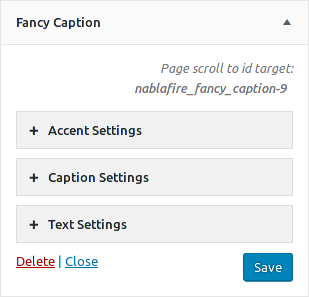 Fancy Caption
Page scroll to id target:
nablafire_fancy_caption-9
+ Accent Settings
+ Caption Settings
+ Text Settings
Delete | Close
Save